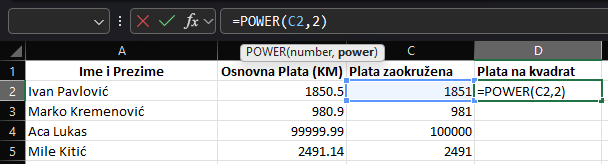 =POWER(C2,2)
POWER(number, power)
A C D
1 Ime i Prezime Osnovna Plata (KM) Plata zaokružena Plata na kvadrat
2 Ivan Pavlović 1850.5 1851 =POWER(C2,2)
3 Marko Kremenović 980.9 981
4 Aca Lukas 99999.99 100000
5 Mile Kitić 2491.14 2491